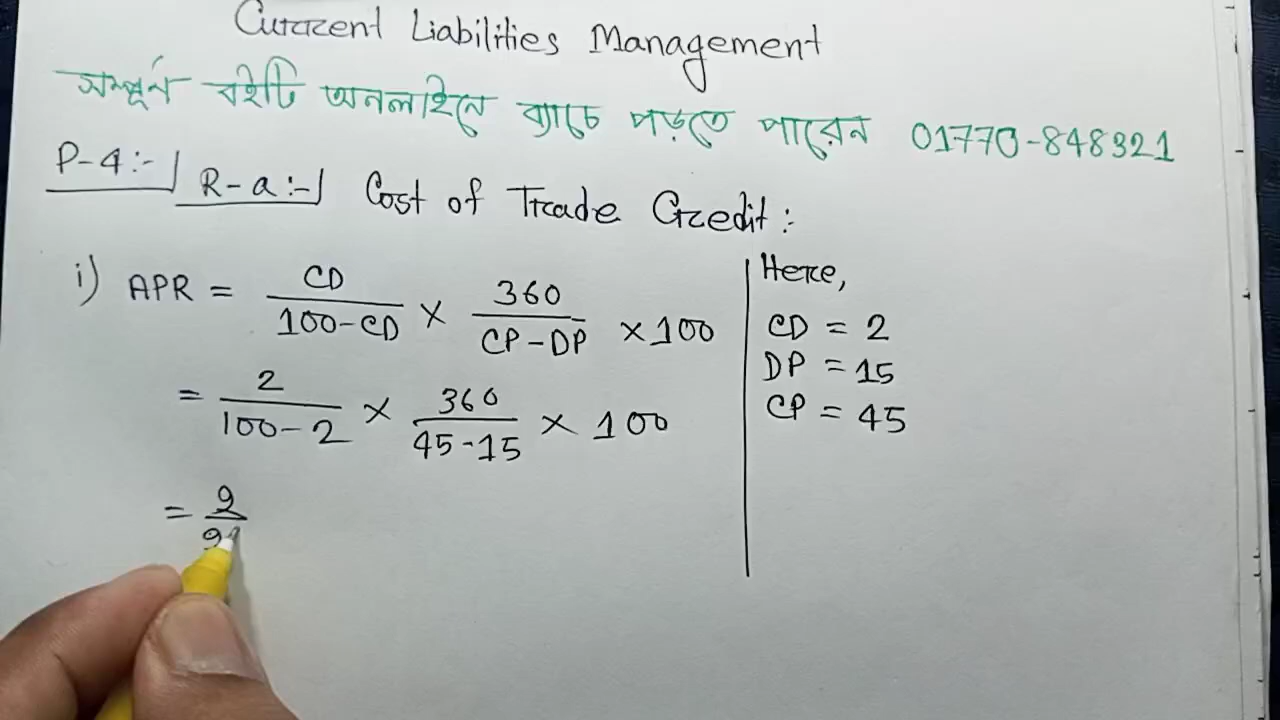 Current Liabilities Management
সম্পূর্ন বইটি অনলাইনে ব্যাচে পড়তে পারেন 01770-848321
P-4:- R-a:- Cost of Trade Credit:
i) APR = CD / 100-CD × 360 / CP-DP × 100
= 2 / 100-2 × 360 / 45-15 × 100
= 2 /
Here,
CD = 2
DP = 15
CP = 45